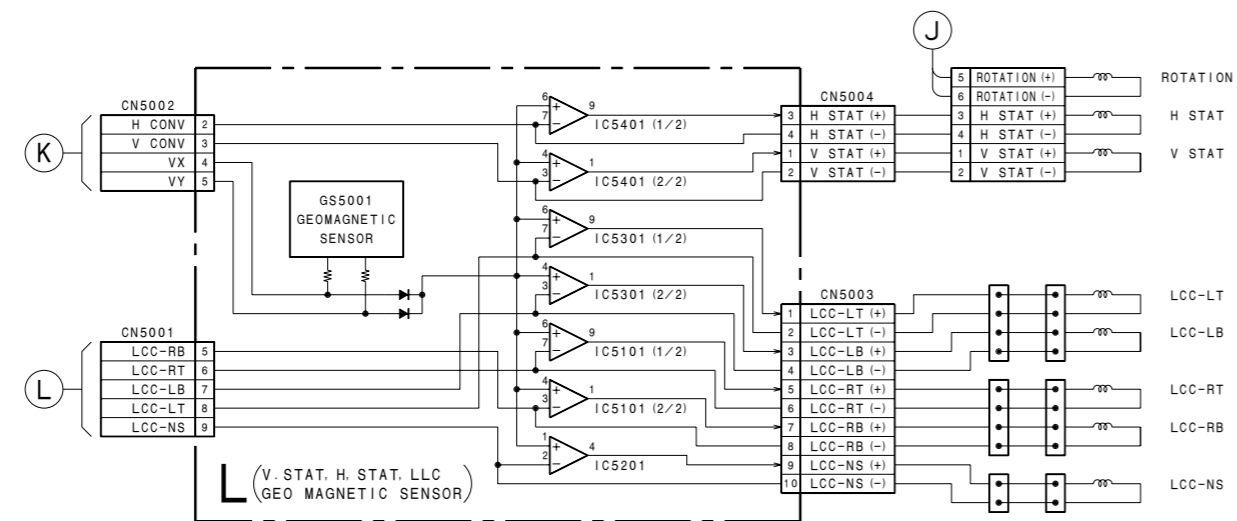 J
CN5002
H CONV 2
V CONV 3
VX 4
VY 5
K
GS5001
GEOMAGNETIC
SENSOR
6 + 7 − 9
IC5401 (1/2)
4 + 3 − 1
IC5401 (2/2)
6 + 7 − 9
IC5301 (1/2)
4 + 3 − 1
IC5301 (2/2)
6 + 7 − 9
IC5101 (1/2)
4 + 3 − 1
IC5101 (2/2)
1 + 2 − 4
IC5201
CN5001
LCC-RB 5
LCC-RT 6
LCC-LB 7
LCC-LT 8
LCC-NS 9
L
L (V.STAT, H, STAT, LLC
GEO MAGNETIC SENSOR)
CN5004
3 H STAT (+)
4 H STAT (-)
1 V STAT (+)
2 V STAT (-)
5 ROTATION (+)
6 ROTATION (-)
3 H STAT (+)
4 H STAT (-)
1 V STAT (+)
2 V STAT (-)
ROTATION
H STAT
V STAT
CN5003
1 LCC-LT (+)
2 LCC-LT (-)
3 LCC-LB (+)
4 LCC-LB (-)
5 LCC-RT (+)
6 LCC-RT (-)
7 LCC-RB (+)
8 LCC-RB (-)
9 LCC-NS (+)
10 LCC-NS (-)
LCC-LT
LCC-LB
LCC-RT
LCC-RB
LCC-NS